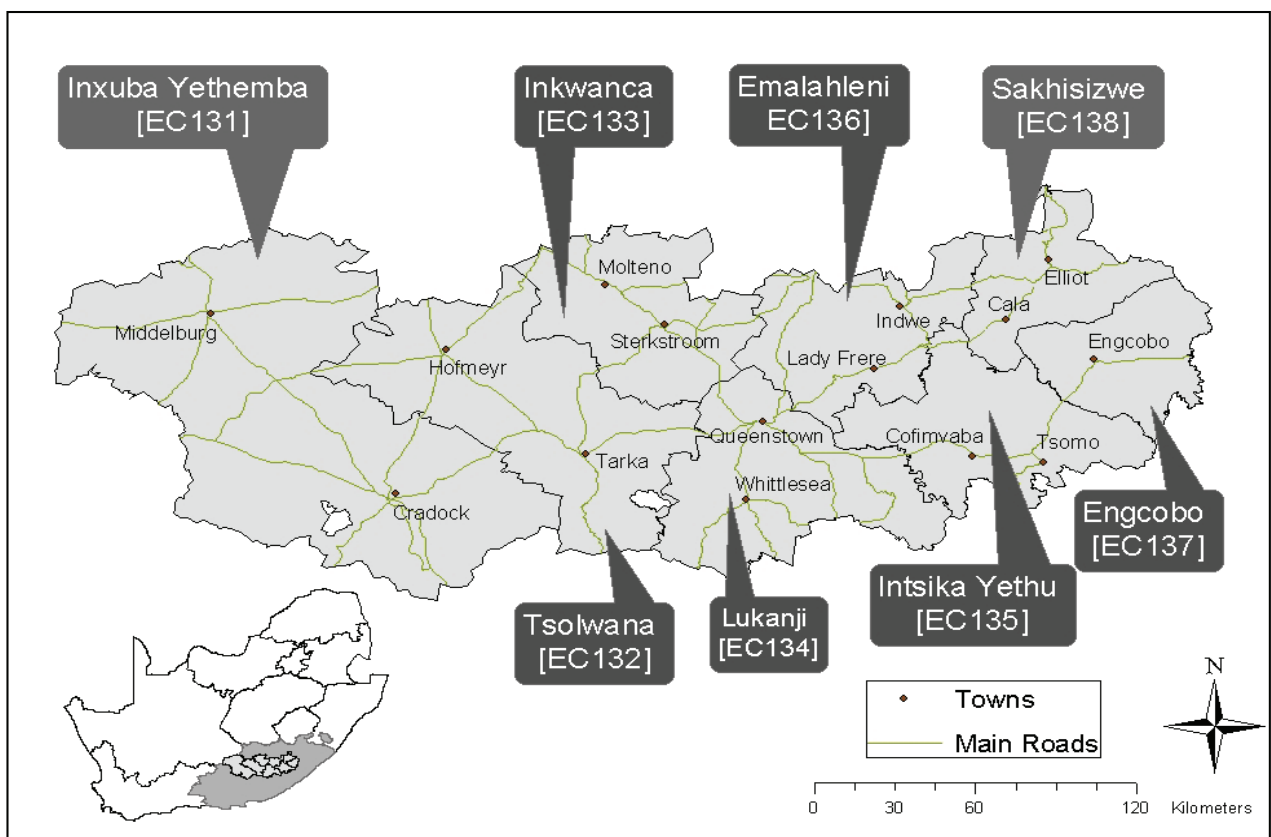 Inxuba Yethemba
[EC131]
Inkwanca
[EC133]
Emalahleni
EC136]
Sakhisizwe
[EC138]
Molteno
Elliot
Middelburg
Sterkstroom
Indwe
Cala
Hofmeyr
Lady Frere
Engcobo
Queenstown
Cofimvaba
Tsomo
Tarka
Whittlesea
Cradock
Engcobo
[EC137]
Intsika Yethu
[EC135]
Tsolwana
[EC132]
Lukanji
[EC134]
N
Towns
Main Roads
0 30 60 120 Kilometers